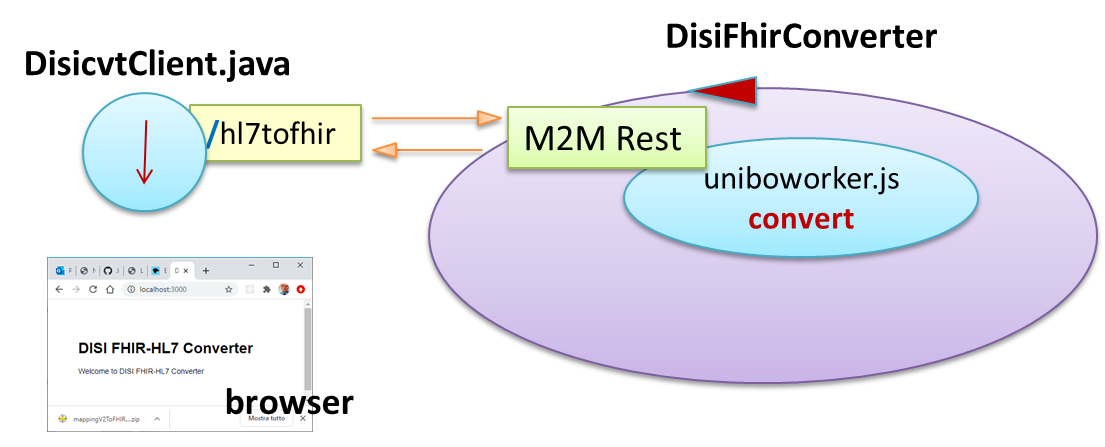 DisiFhirConverter
DisicvtClient.java
/hl7tofhir
M2M Rest
uniboworker.js
convert
localhost:3000
DISI FHIR-HL7 Converter
Welcome to DISI FHIR-HL7 Converter
browser
mappingV2ToFHIR....zip
Mostra tutto